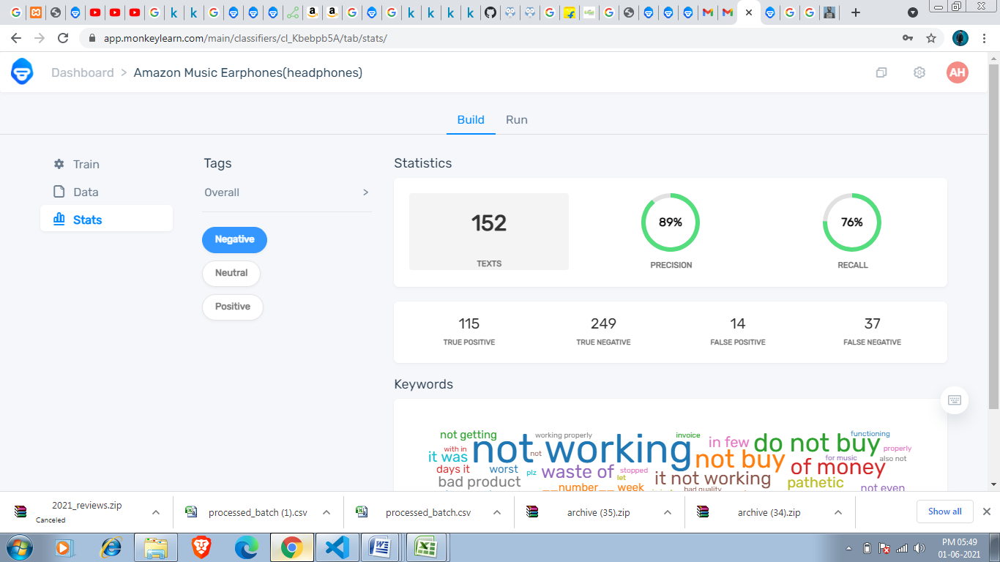 app.monkeylearn.com/main/classifiers/cl_Kbebpb5A/tab/stats/
Dashboard > Amazon Music Earphones(headphones)
AH
Build Run
Train
Data
Stats
Tags
Overall >
Negative
Neutral
Positive
Statistics
152
TEXTS
89%
PRECISION
76%
RECALL
115
TRUE POSITIVE
249
TRUE NEGATIVE
14
FALSE POSITIVE
37
FALSE NEGATIVE
Keywords
not getting
working properly
invoice
functioning
in few
do not buy
with in
not working
properly
it was
not
not buy
for music
also not
days it
worst
plz
waste of
stopped
let
of money
bad product
it not working
pathetic
number
week
bad quality
not even
2021_reviews.zip
Canceled
processed_batch (1).csv
processed_batch.csv
archive (35).zip
archive (34).zip
Show all
PM 05:49
01-06-2021